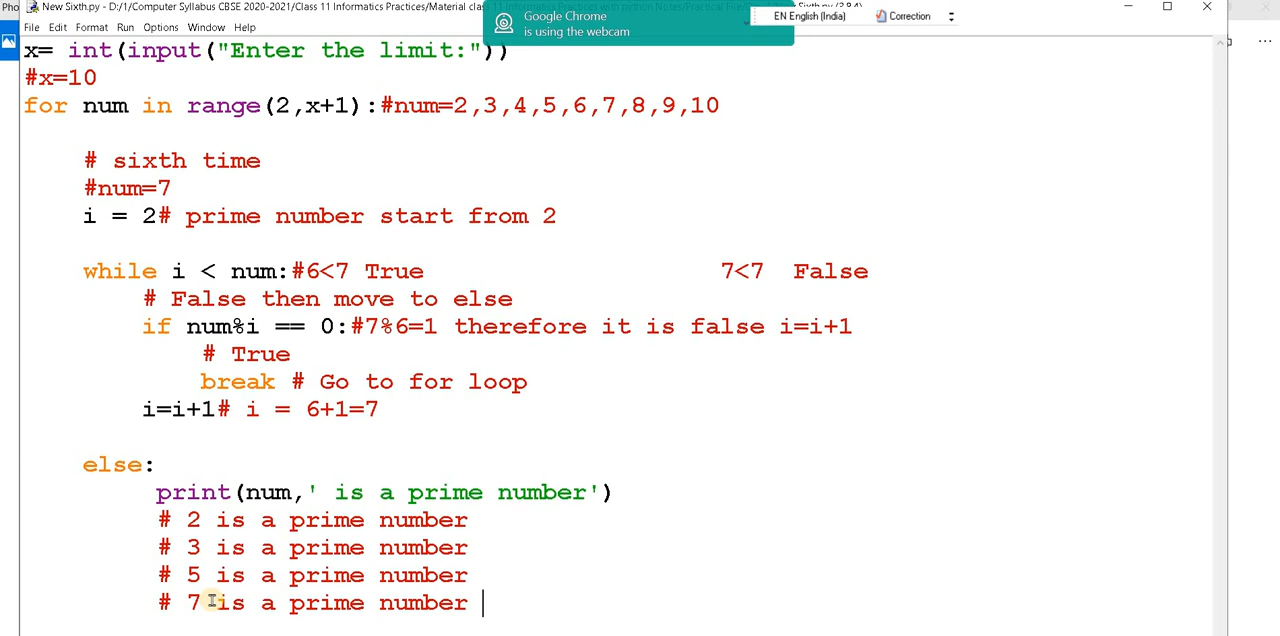 Pho New Sixth.py - D:/1/Computer Syllabus CBSE 2020-2021/Class 11 Informatics Practices/Material class
Google Chrome
is using the webcam
EN English (India) Correction
File Edit Format Run Options Window Help
x= int(input("Enter the limit:"))
#x=10
for num in range(2,x+1):#num=2,3,4,5,6,7,8,9,10
# sixth time
#num=7
i = 2# prime number start from 2
while i < num:#6<7 True 7<7 False
# False then move to else
if num%i == 0:#7%6=1 therefore it is false i=i+1
# True
break # Go to for loop
i=i+1# i = 6+1=7
else:
print(num,' is a prime number')
# 2 is a prime number
# 3 is a prime number
# 5 is a prime number
# 7 is a prime number